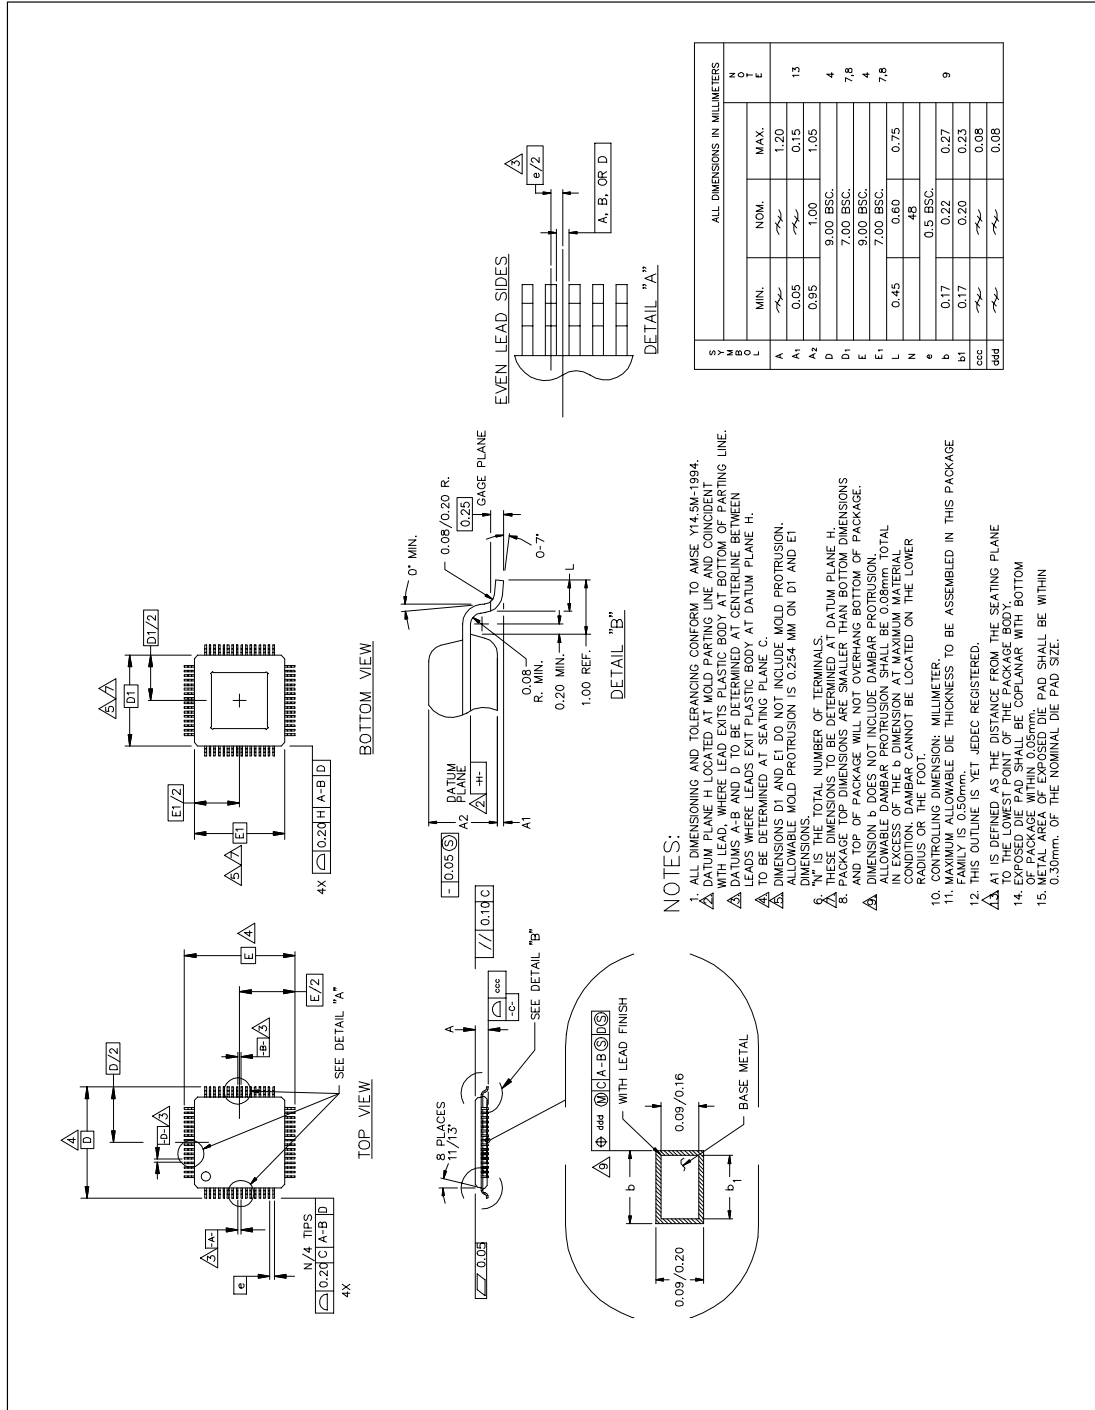 4
D
D/2
3
-A-
-D-
3
-B-
3
E
4
E/2
e
N/4 TIPS
0.20 C A-B D
4X
SEE DETAIL "A"
TOP VIEW
5 7
D1
D1/2
E1/2
E1
5 7
4X
0.20 H A-B D
BOTTOM VIEW
8 PLACES
11/13°
A
0.05
// 0.10 C
ccc
-C-
SEE DETAIL "B"
- 0.05 S
DATUM
PLANE
2
-H-
A2
A1
0° MIN.
0.08/0.20 R.
0.25
GAGE PLANE
0-7°
0.08
R. MIN.
0.20 MIN.
1.00 REF.
L
DETAIL "B"
EVEN LEAD SIDES
3
e/2
A, B, OR D
DETAIL "A"
9
ddd M C A-B S D S
b
WITH LEAD FINISH
0.09/0.20
0.09/0.16
b1
BASE METAL
NOTES:
1. ALL DIMENSIONING AND TOLERANCING CONFORM TO AMSE Y14.5M-1994.
2. DATUM PLANE H LOCATED AT MOLD PARTING LINE AND COINCIDENT
WITH LEAD, WHERE LEAD EXITS PLASTIC BODY AT BOTTOM OF PARTING LINE.
3. DATUMS A-B AND D TO BE DETERMINED AT CENTERLINE BETWEEN
LEADS WHERE LEADS EXIT PLASTIC BODY AT DATUM PLANE H.
4. TO BE DETERMINED AT SEATING PLANE C.
5. DIMENSIONS D1 AND E1 DO NOT INCLUDE MOLD PROTRUSION.
ALLOWABLE MOLD PROTRUSION IS 0.254 MM ON D1 AND E1
DIMENSIONS.
6. "N" IS THE TOTAL NUMBER OF TERMINALS.
7. THESE DIMENSIONS TO BE DETERMINED AT DATUM PLANE H.
8. PACKAGE TOP DIMENSIONS ARE SMALLER THAN BOTTOM DIMENSIONS
AND TOP OF PACKAGE WILL NOT OVERHANG BOTTOM OF PACKAGE.
9. DIMENSION b DOES NOT INCLUDE DAMBAR PROTRUSION.
ALLOWABLE DAMBAR PROTRUSION SHALL BE 0.08mm TOTAL
IN EXCESS OF THE b DIMENSION AT MAXIMUM MATERIAL
CONDITION. DAMBAR CANNOT BE LOCATED ON THE LOWER
RADIUS OR THE FOOT.
10. CONTROLLING DIMENSION: MILLIMETER.
11. MAXIMUM ALLOWABLE DIE THICKNESS TO BE ASSEMBLED IN THIS PACKAGE
FAMILY IS 0.50mm.
12. THIS OUTLINE IS YET JEDEC REGISTERED.
13. A1 IS DEFINED AS THE DISTANCE FROM THE SEATING PLANE
TO THE LOWEST POINT OF THE PACKAGE BODY.
14. EXPOSED DIE PAD SHALL BE COPLANAR WITH BOTTOM
OF PACKAGE WITHIN 0.05mm.
15. METAL AREA OF EXPOSED DIE PAD SHALL BE WITHIN
0.30mm. OF THE NOMINAL DIE PAD SIZE.
SYMBOL ALL DIMENSIONS IN MILLIMETERS NOTE
MIN. NOM. MAX.
A 1.20
A1 0.05 0.15 13
A2 0.95 1.00 1.05
D 9.00 BSC. 4
D1 7.00 BSC. 7,8
E 9.00 BSC. 4
E1 7.00 BSC. 7,8
L 0.45 0.60 0.75
N 48
e 0.5 BSC.
b 0.17 0.22 0.27 9
b1 0.17 0.20 0.23
ccc 0.08
ddd 0.08